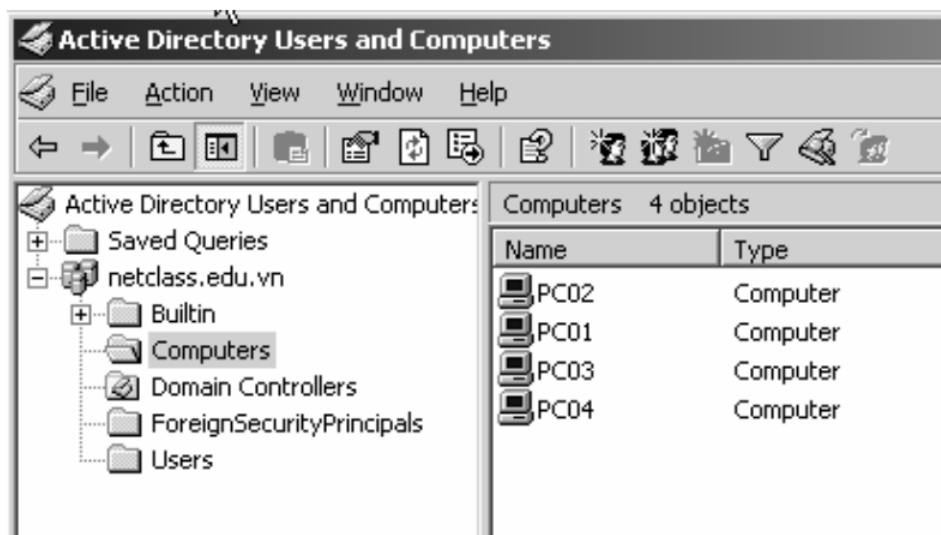 Active Directory Users and Computers
File Action View Window Help
Active Directory Users and Computers
Saved Queries
netclass.edu.vn
Builtin
Computers
Domain Controllers
ForeignSecurityPrincipals
Users
Computers 4 objects
Name Type
PC02 Computer
PC01 Computer
PC03 Computer
PC04 Computer